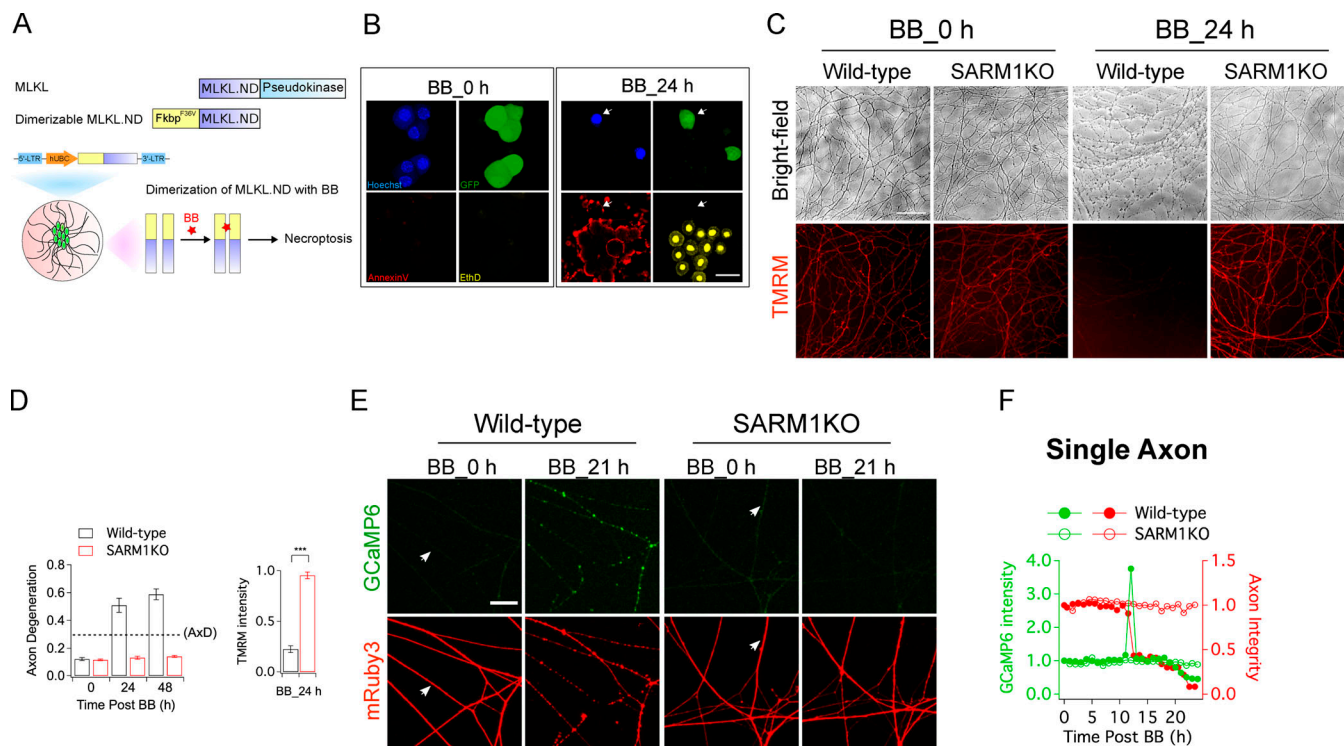 A
MLKL
MLKL.ND Pseudokinase
Dimerizable MLKL.ND
Fkbp^F36V MLKL.ND
5'-LTR hUBC 3'-LTR
Dimerization of MLKL.ND with BB
BB
Necroptosis
B
BB_0 h
BB_24 h
Hoechst
GFP
AnnexinV
EthD
C
BB_0 h
BB_24 h
Wild-type SARM1KO Wild-type SARM1KO
Bright-field
TMRM
D
Wild-type
SARM1KO
Axon Degeneration
0.8
0.6
0.4
0.2
0.0
(AxD)
0 24 48
Time Post BB (h)
***
TMRM intensity
1.0
0.5
0.0
BB_24 h
E
Wild-type
SARM1KO
BB_0 h BB_21 h BB_0 h BB_21 h
GCaMP6
mRuby3
F
Single Axon
Wild-type
SARM1KO
GCaMP6 intensity
4.0
3.0
2.0
1.0
0.0
Axon Integrity
1.5
1.0
0.5
0.0
0 5 10 15 20
Time Post BB (h)